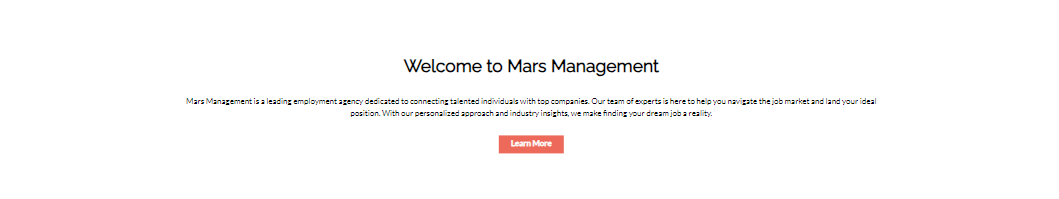 Welcome to Mars Management
Mars Management is a leading employment agency dedicated to connecting talented individuals with top companies. Our team of experts is here to help you navigate the job market and land your ideal
position. With our personalized approach and industry insights, we make finding your dream job a reality.
Learn More